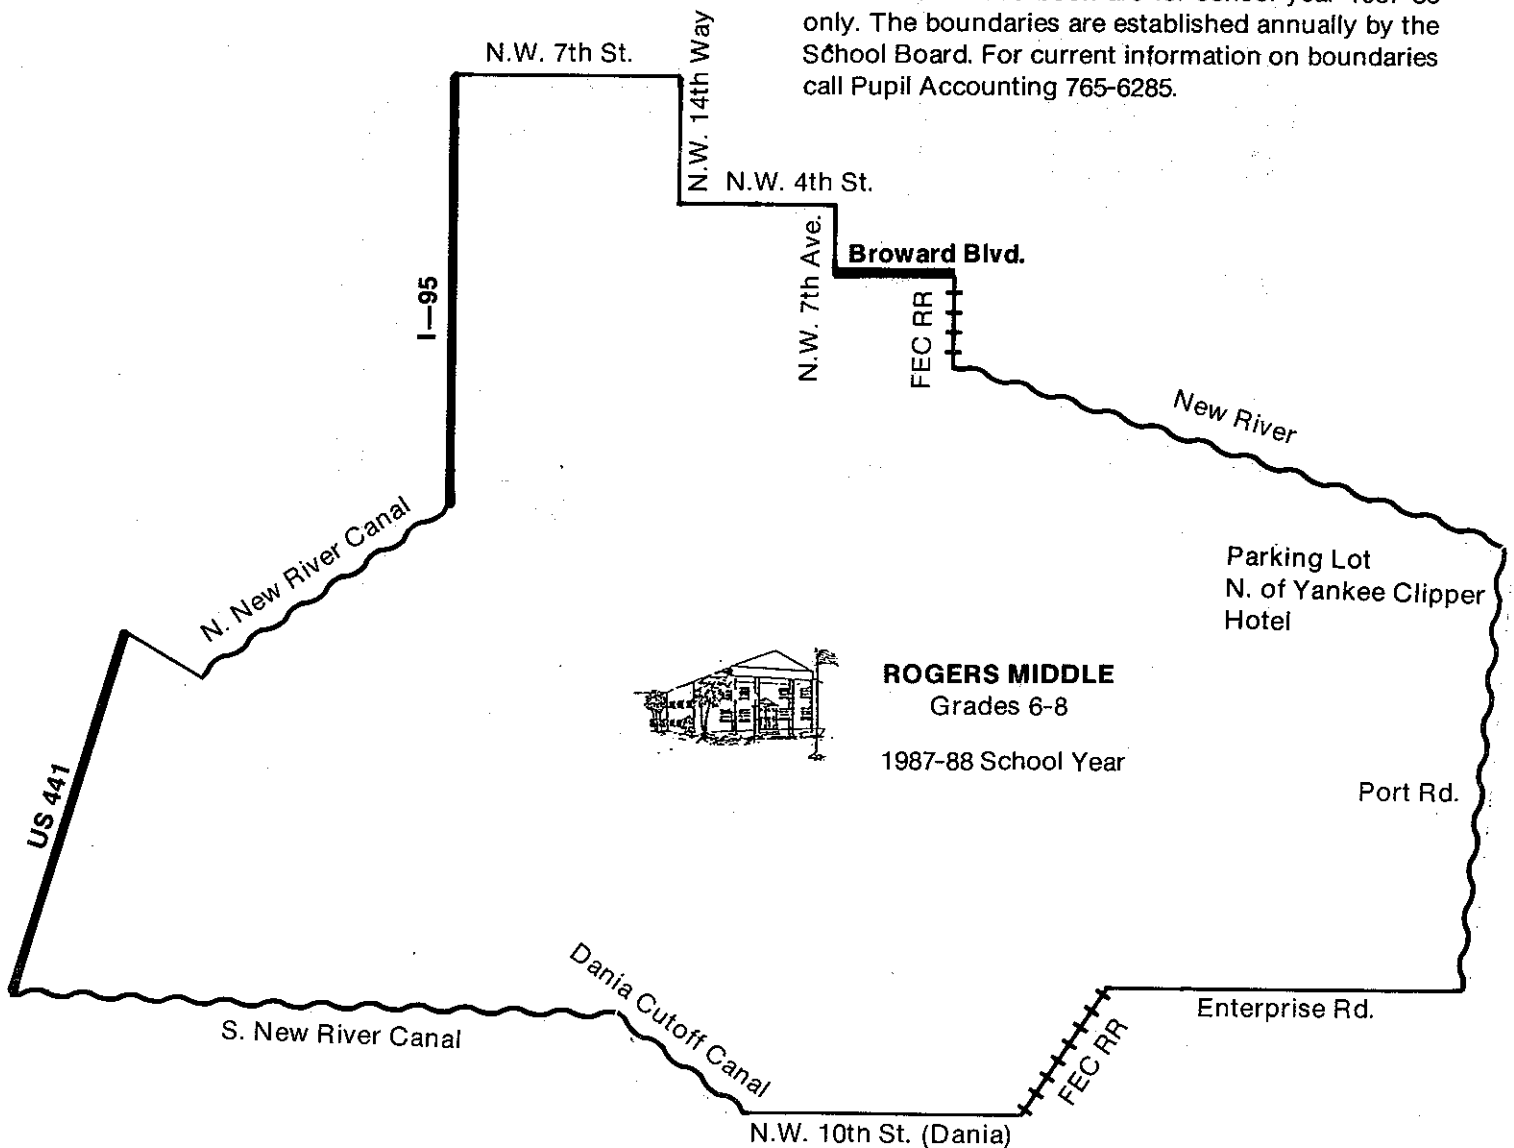 only. The boundaries are established annually by the
School Board. For current information on boundaries
call Pupil Accounting 765-6285.
N.W. 7th St.
N.W. 14th Way
N.W. 4th St.
N.W. 7th Ave.
Broward Blvd.
FEC RR
I—95
New River
N. New River Canal
Parking Lot
N. of Yankee Clipper
Hotel
ROGERS MIDDLE
Grades 6-8
1987-88 School Year
US 441
Port Rd.
Dania Cutoff Canal
S. New River Canal
Enterprise Rd.
FEC RR
N.W. 10th St. (Dania)